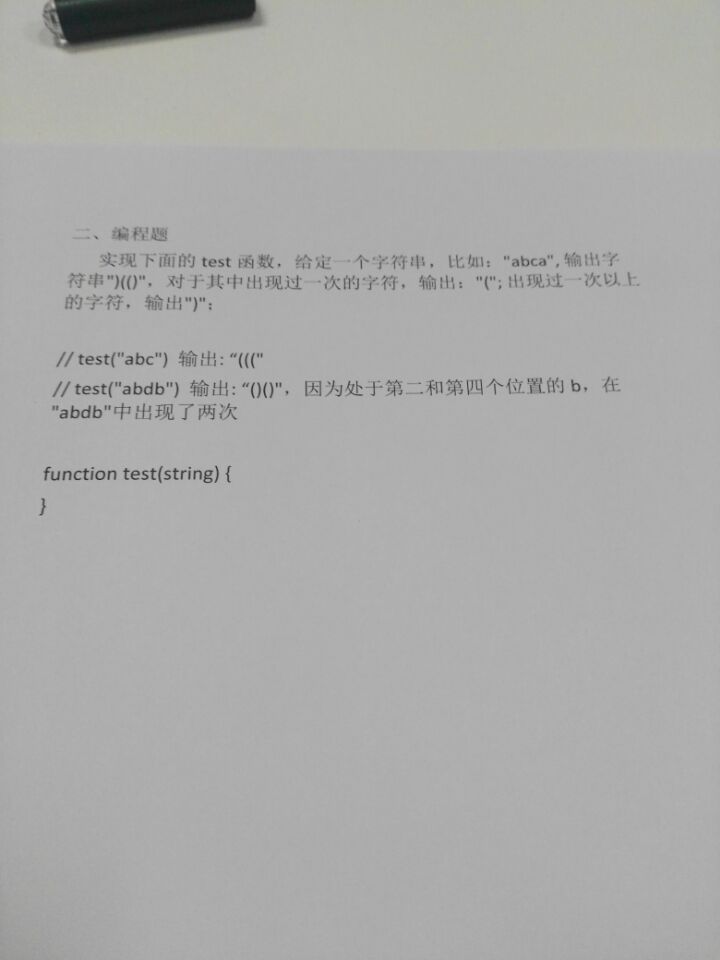 二、编程题
实现下面的 test 函数，给定一个字符串，比如："abca", 输出字
符串")(()"，对于其中出现过一次的字符，输出："("; 出现过一次以上
的字符，输出")"；
// test("abc") 输出: “((("
// test("abdb") 输出: “()()"，因为处于第二和第四个位置的 b，在
"abdb"中出现了两次
function test(string) {
}